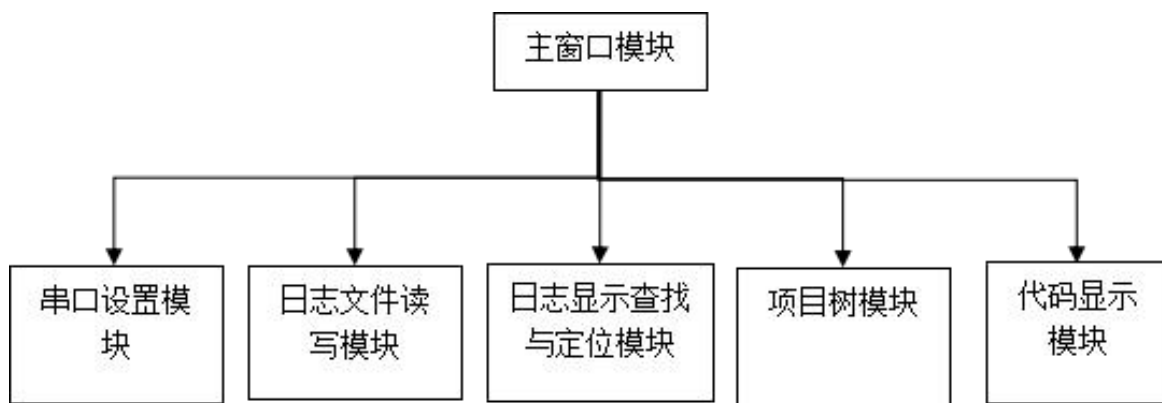 主窗口模块
串口设置模
块
日志文件读
写模块
日志显示查找
与定位模块
项目树模块
代码显示
模块